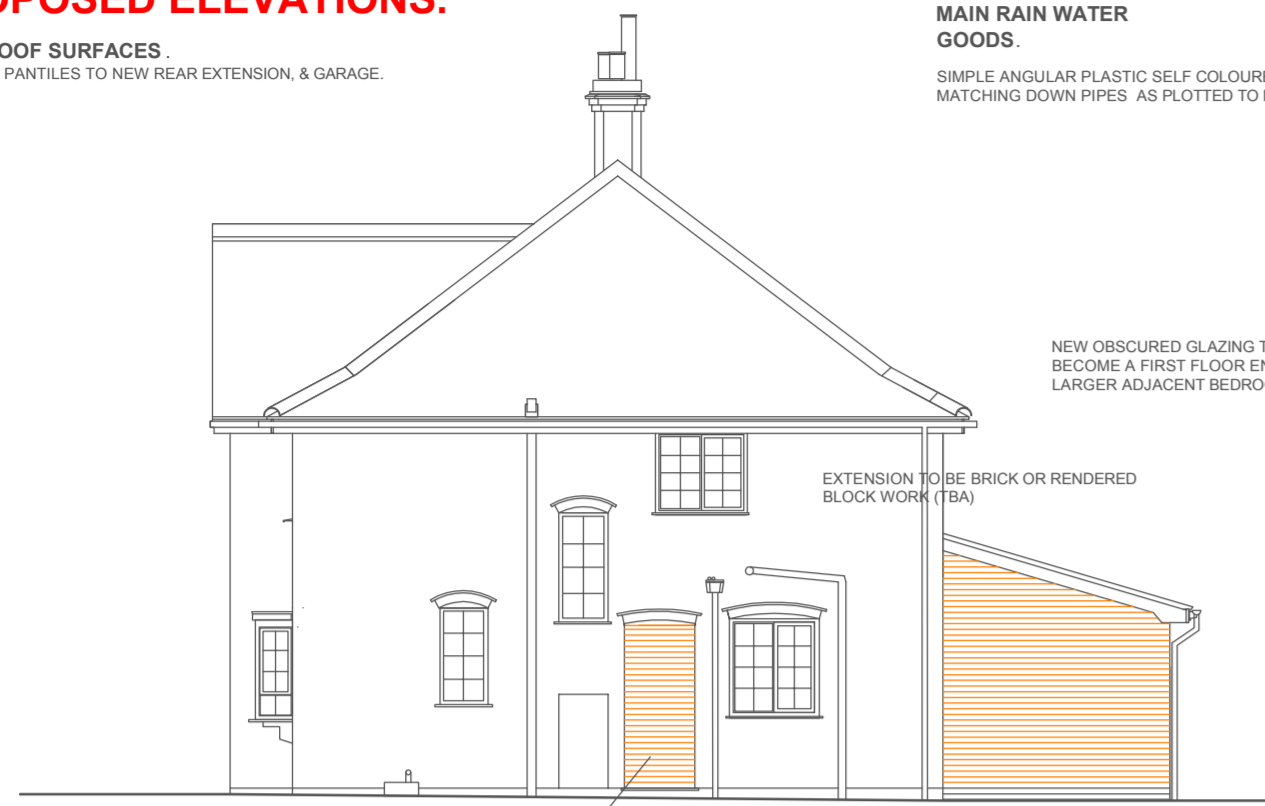 OPOSED ELEVATIONS.
OOF SURFACES.
PANTILES TO NEW REAR EXTENSION, & GARAGE.
MAIN RAIN WATER
GOODS.
SIMPLE ANGULAR PLASTIC SELF COLOURE
MATCHING DOWN PIPES AS PLOTTED TO
NEW OBSCURED GLAZING T
BECOME A FIRST FLOOR EN
LARGER ADJACENT BEDRO
EXTENSION TO BE BRICK OR RENDERED
BLOCK WORK (TBA)